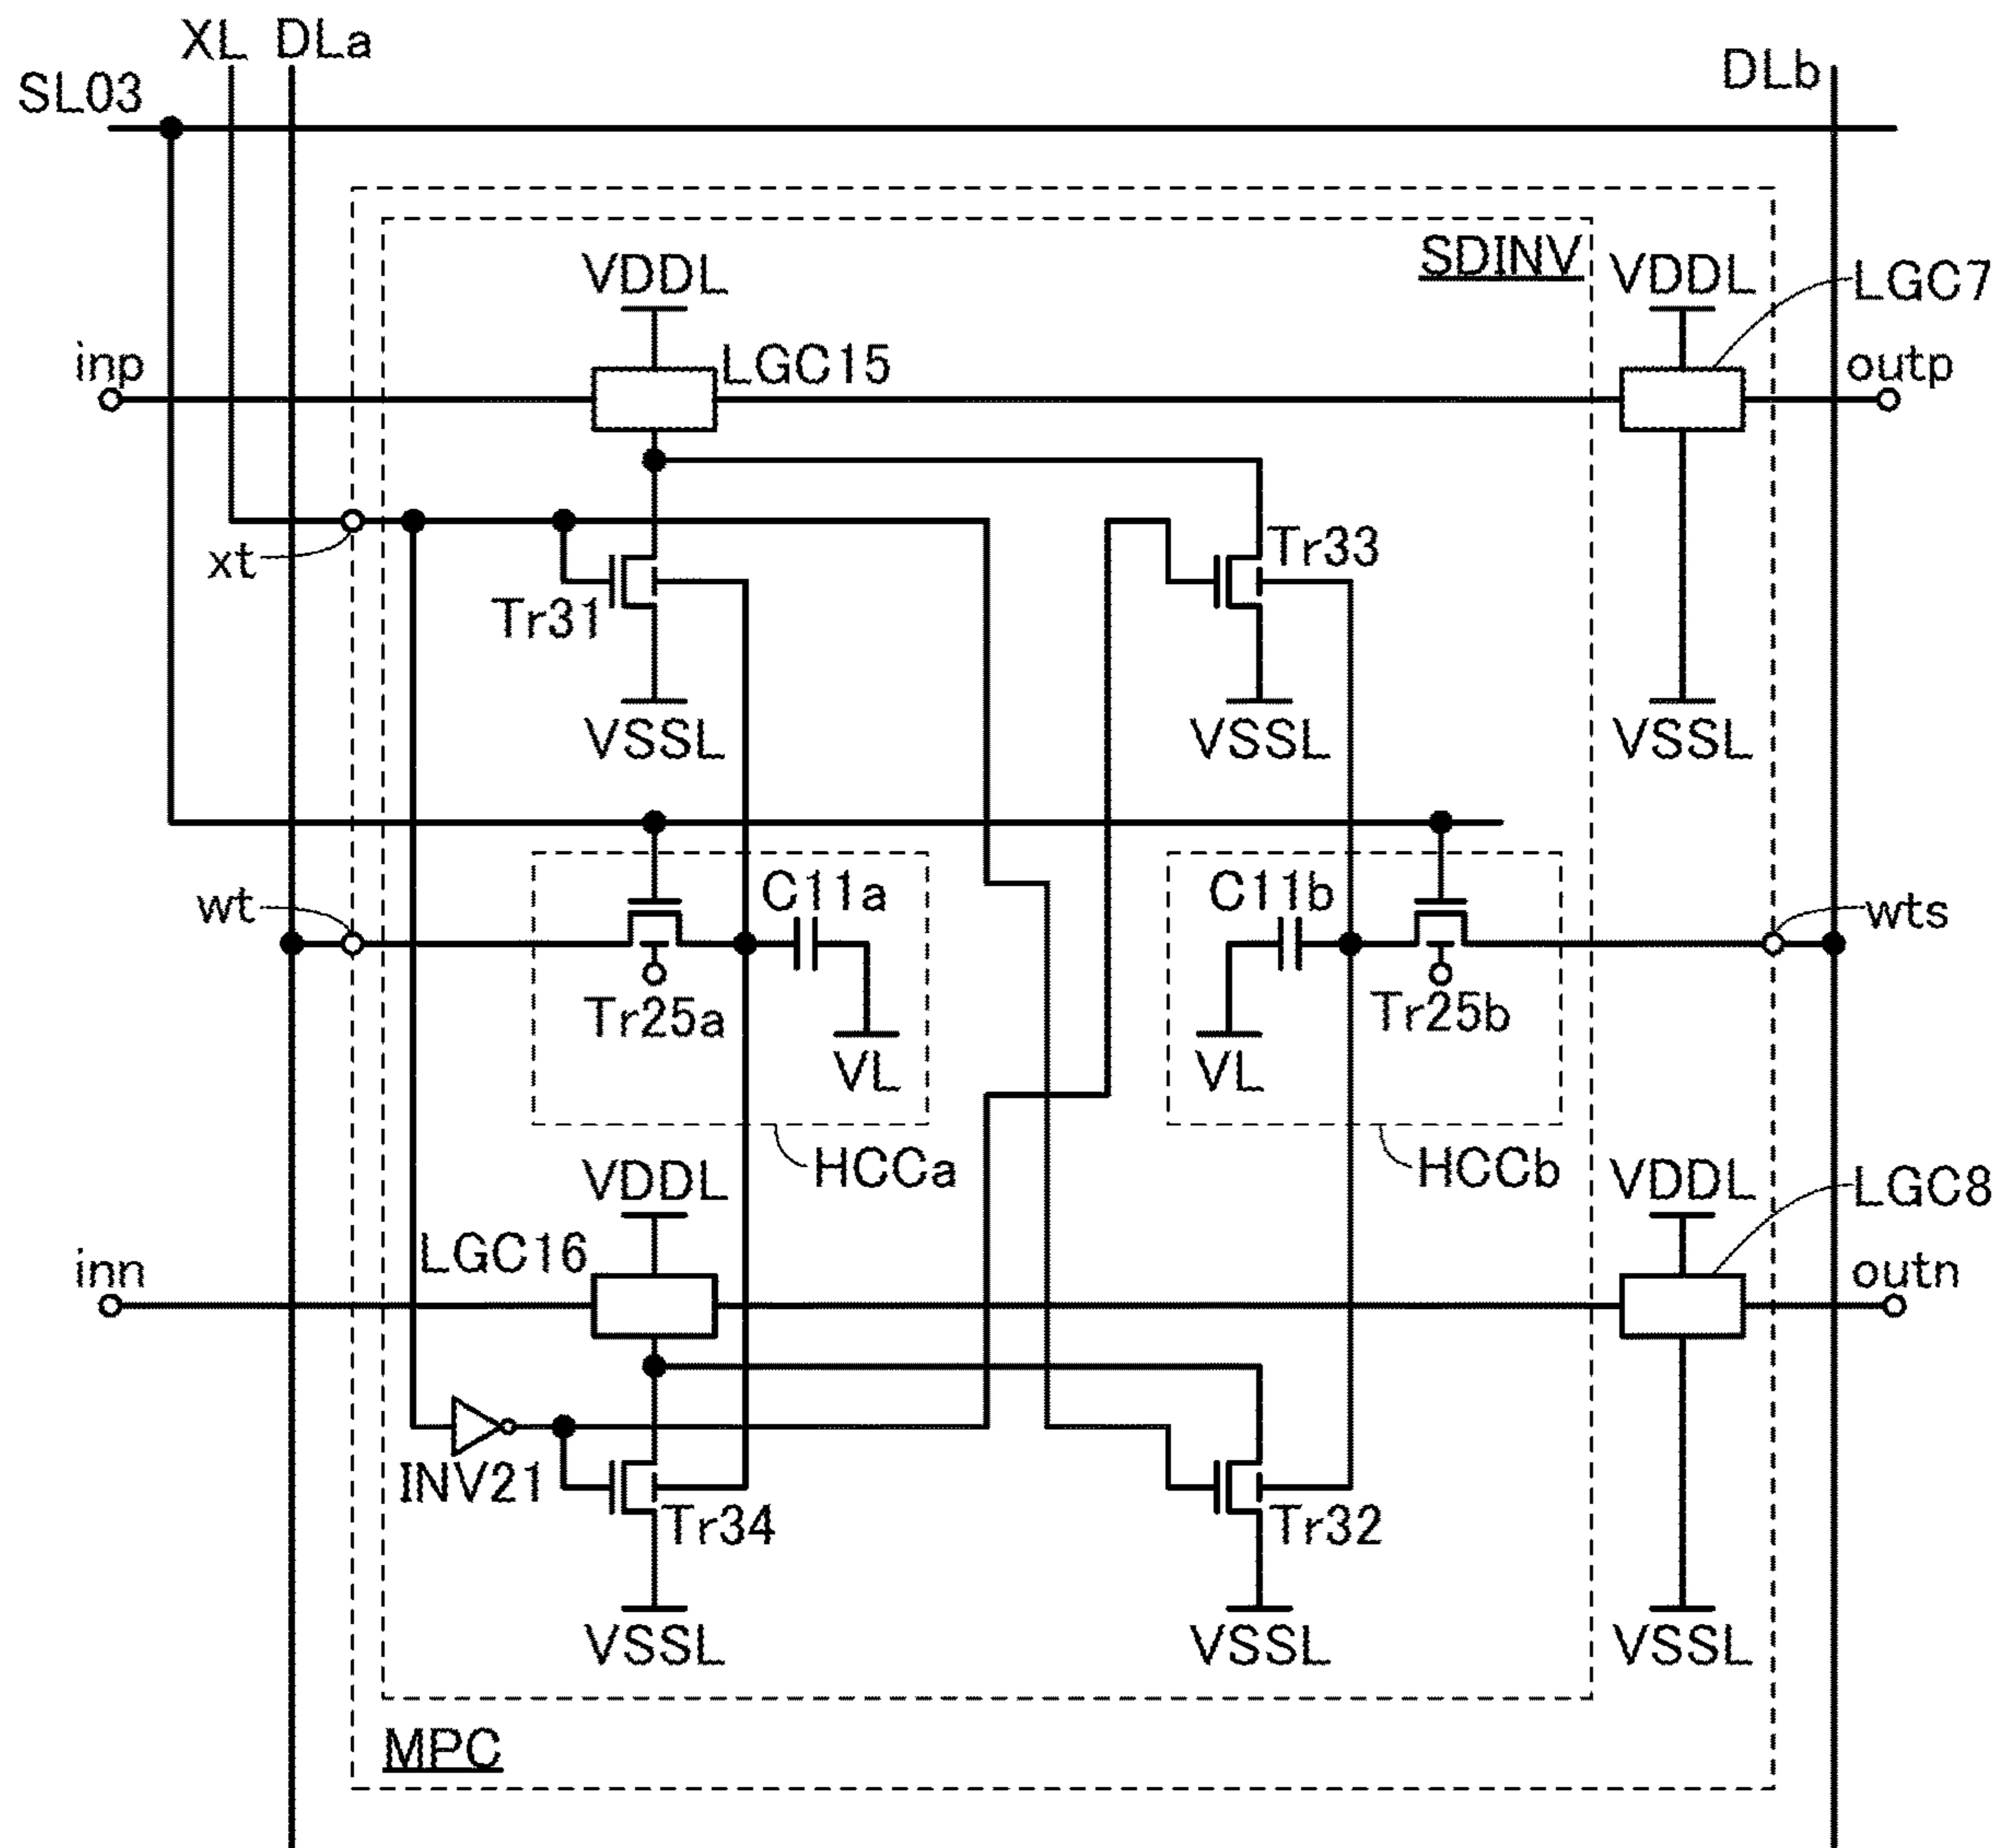 XL DLa
DLb
SL03
SDINV
VDDL
VDDL
LGC7
inp
LGC15
outp
xt
Tr33
Tr31
VSSL
VSSL
VSSL
wt
C11a
C11b
wts
Tr25a
Tr25b
VL
VL
HCCa
HCCb
VDDL
VDDL
LGC8
LGC16
inn
outn
INV21
Tr34
Tr32
VSSL
VSSL
VSSL
MPC